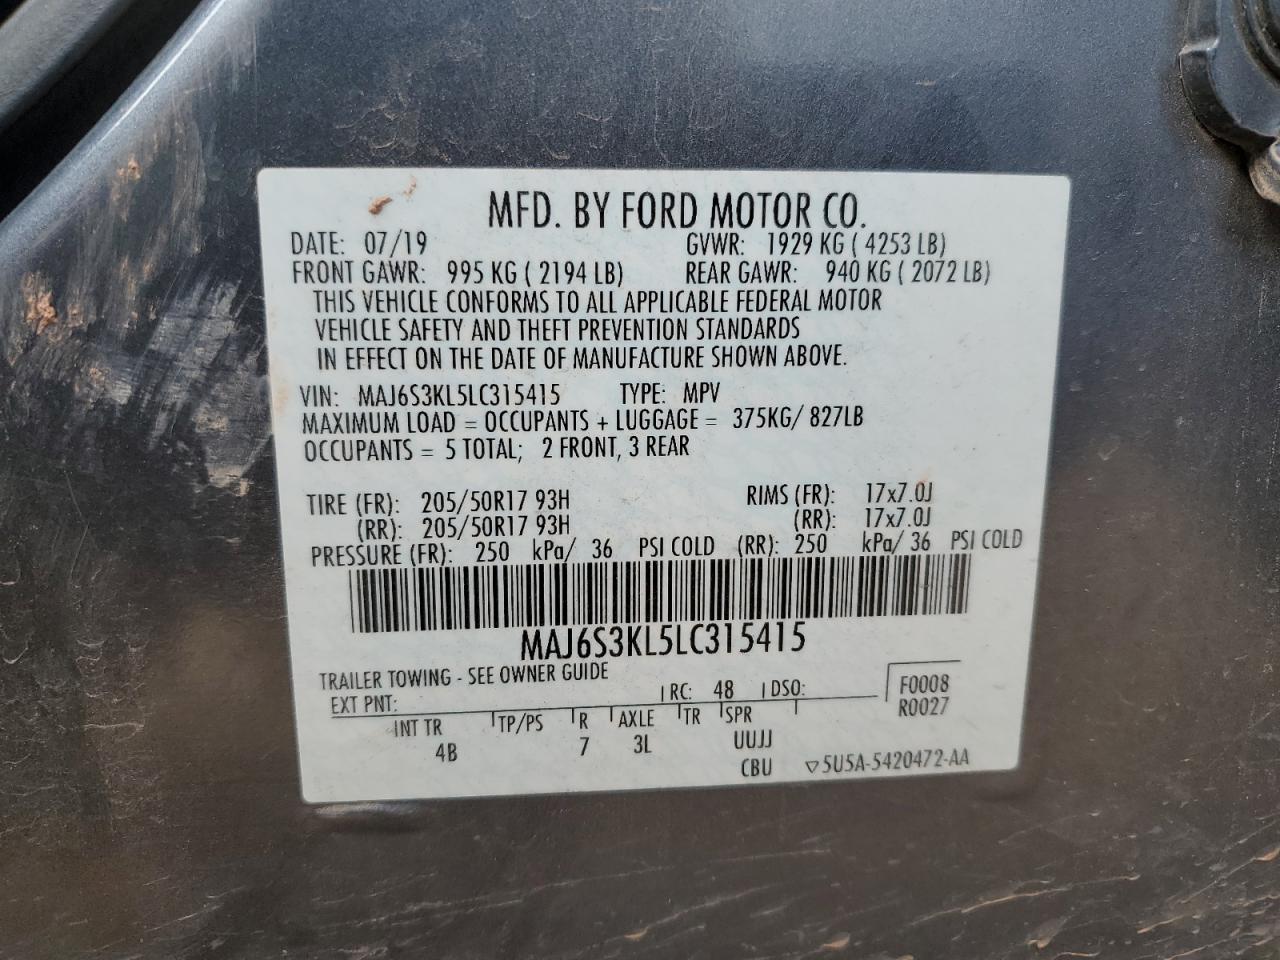 MFD. BY FORD MOTOR CO.
DATE: 07/19 GVWR: 1929 KG ( 4253 LB)
FRONT GAWR: 995 KG ( 2194 LB) REAR GAWR: 940 KG ( 2072 LB)
THIS VEHICLE CONFORMS TO ALL APPLICABLE FEDERAL MOTOR
VEHICLE SAFETY AND THEFT PREVENTION STANDARDS
IN EFFECT ON THE DATE OF MANUFACTURE SHOWN ABOVE.
VIN: MAJ6S3KL5LC315415 TYPE: MPV
MAXIMUM LOAD = OCCUPANTS + LUGGAGE = 375KG/ 827LB
OCCUPANTS = 5 TOTAL; 2 FRONT, 3 REAR
TIRE (FR): 205/50R17 93H RIMS (FR): 17x7.0J
(RR): 205/50R17 93H (RR): 17x7.0J
PRESSURE (FR): 250 kPa/ 36 PSI COLD (RR): 250 kPa/ 36 PSI COLD
MAJ6S3KL5LC315415
TRAILER TOWING - SEE OWNER GUIDE
EXT PNT: RC: 48 DSO: F0008
R0027
INT TR TP/PS R AXLE TR SPR
4B 7 3L UUJJ
CBU ▽5U5A-5420472-AA